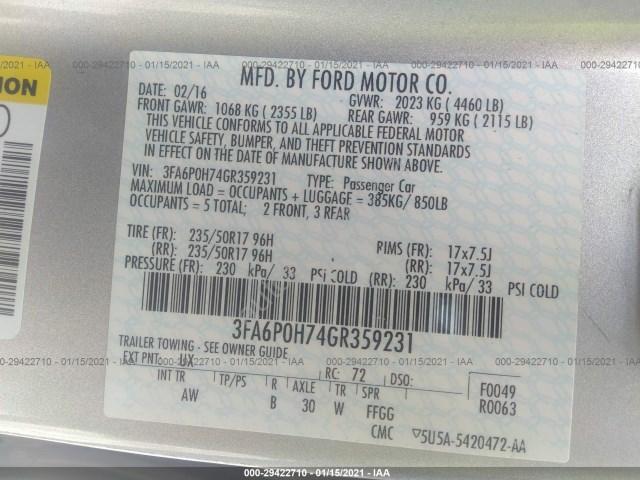 000-29422710 - 01/15/2021 - IAA
MFD. BY FORD MOTOR CO.
DATE: 02/16
GVWR: 2023 KG ( 4460 LB)
FRONT GAWR: 1068 KG ( 2355 LB)
REAR GAWR: 959 KG ( 2115 LB)
THIS VEHICLE CONFORMS TO ALL APPLICABLE FEDERAL MOTOR
VEHICLE SAFETY, BUMPER, AND THEFT PREVENTION STANDARDS
IN EFFECT ON THE DATE OF MANUFACTURE SHOWN ABOVE.
VIN: 3FA6P0H74GR359231 TYPE: Passenger Car
MAXIMUM LOAD = OCCUPANTS + LUGGAGE = 385KG/ 850LB
OCCUPANTS = 5 TOTAL; 2 FRONT, 3 REAR
TIRE (FR): 235/50R17 96H RIMS (FR): 17x7.5J
(RR): 235/50R17 96H (RR): 17x7.5J
PRESSURE (FR): 230 kPa/ 33 PSi COLD (RR): 230 kPa/ 33 PSI COLD
3FA6P0H74GR359231
TRAILER TOWING - SEE OWNER GUIDE
EXT PNT: UX RC: 72 DSO:
INT TR TP/PS R AXLE TR SPR
AW B 30 W FFGG
F0049
R0063
CMC ▽5U5A-5420472-AA
000-29422710 - 01/15/2021 - IAA
000-29422710 - 01/15/2021 - IAA